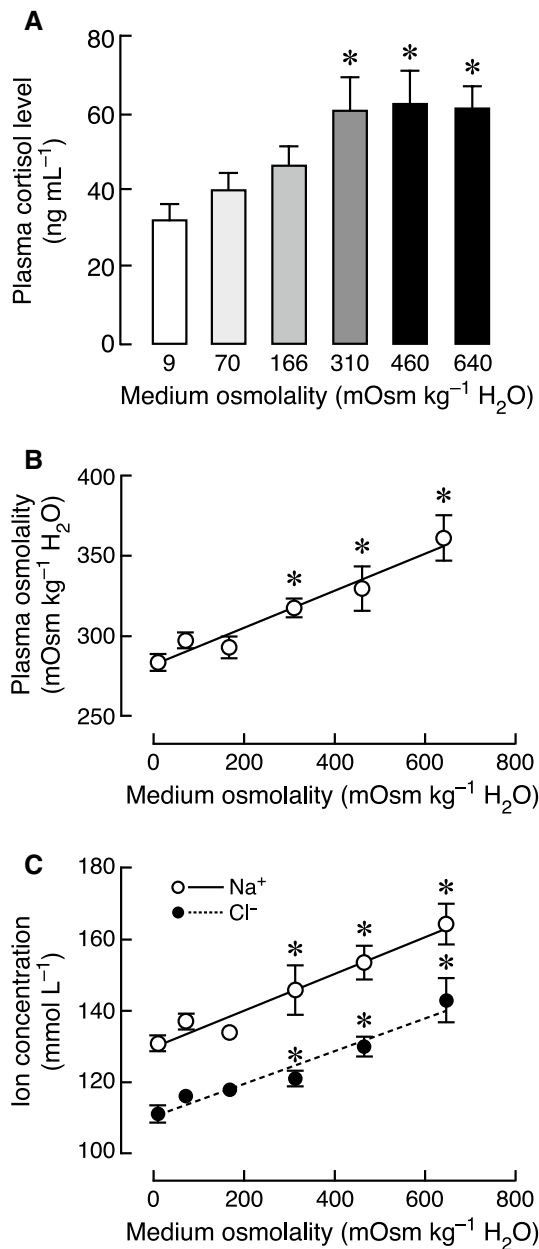 A
80
60
40
20
0
Plasma cortisol level
(ng mL⁻¹)
* * *
9 70 166 310 460 640
Medium osmolality (mOsm kg⁻¹ H₂O)
B
400
350
300
250
Plasma osmolality
(mOsm kg⁻¹ H₂O)
* * *
0 200 400 600 800
Medium osmolality (mOsm kg⁻¹ H₂O)
C
180
160
140
120
100
Ion concentration
(mmol L⁻¹)
Na⁺
Cl⁻
* * *
* * *
0 200 400 600 800
Medium osmolality (mOsm kg⁻¹ H₂O)